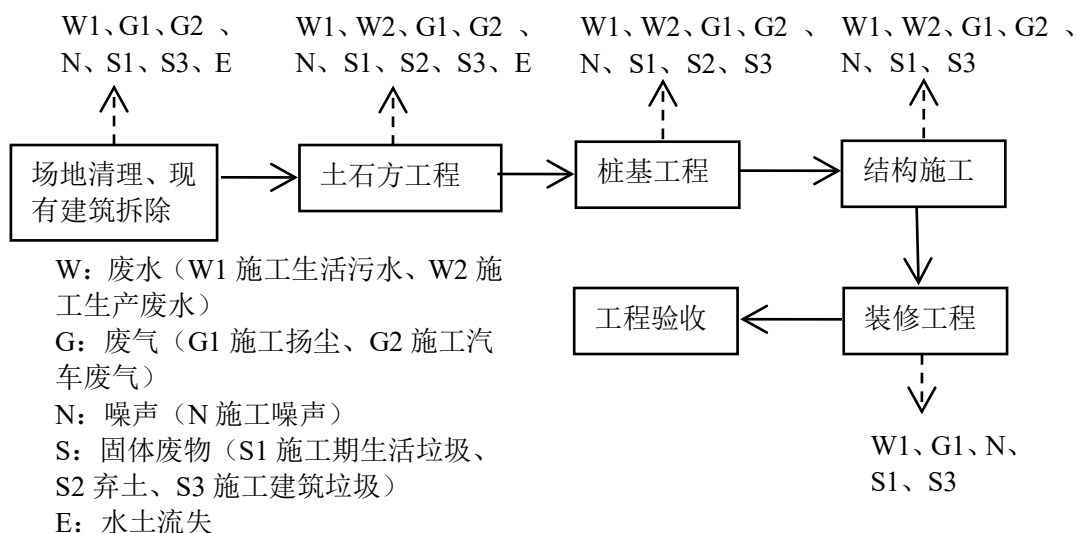 W1、G1、G2 、
N、S1、S3、E
W1、W2、G1、G2 、
N、S1、S2、S3、E
W1、W2、G1、G2 、
N、S1、S2、S3
W1、W2、G1、G2 、
N、S1、S3
场地清理、现
有建筑拆除
土石方工程
桩基工程
结构施工
W：废水（W1 施工生活污水、W2 施
工生产废水）
G：废气（G1 施工扬尘、G2 施工汽
车废气）
N：噪声（N 施工噪声）
S：固体废物（S1 施工期生活垃圾、
S2 弃土、S3 施工建筑垃圾）
E：水土流失
工程验收
装修工程
W1、G1、N、
S1、S3